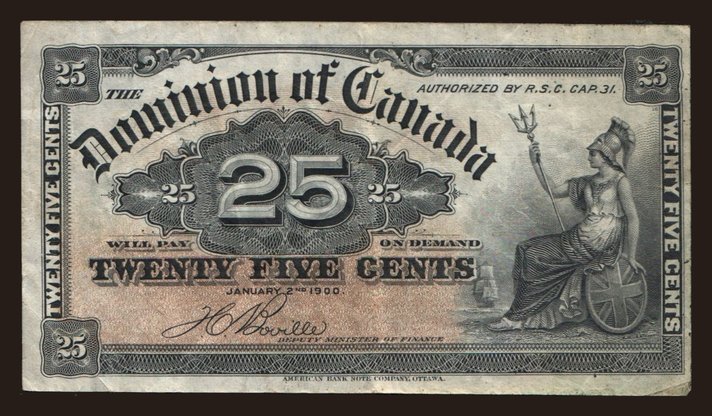 25
25
THE
Dominion of Canada
AUTHORIZED BY R.S.C. CAP. 31.
TWENTY FIVE CENTS
TWENTY FIVE CENTS
25
25
25
WILL PAY
ON DEMAND
TWENTY FIVE CENTS
JANUARY 2ND 1900.
J C Boville
DEPUTY MINISTER OF FINANCE
25
AMERICAN BANK NOTE COMPANY, OTTAWA.